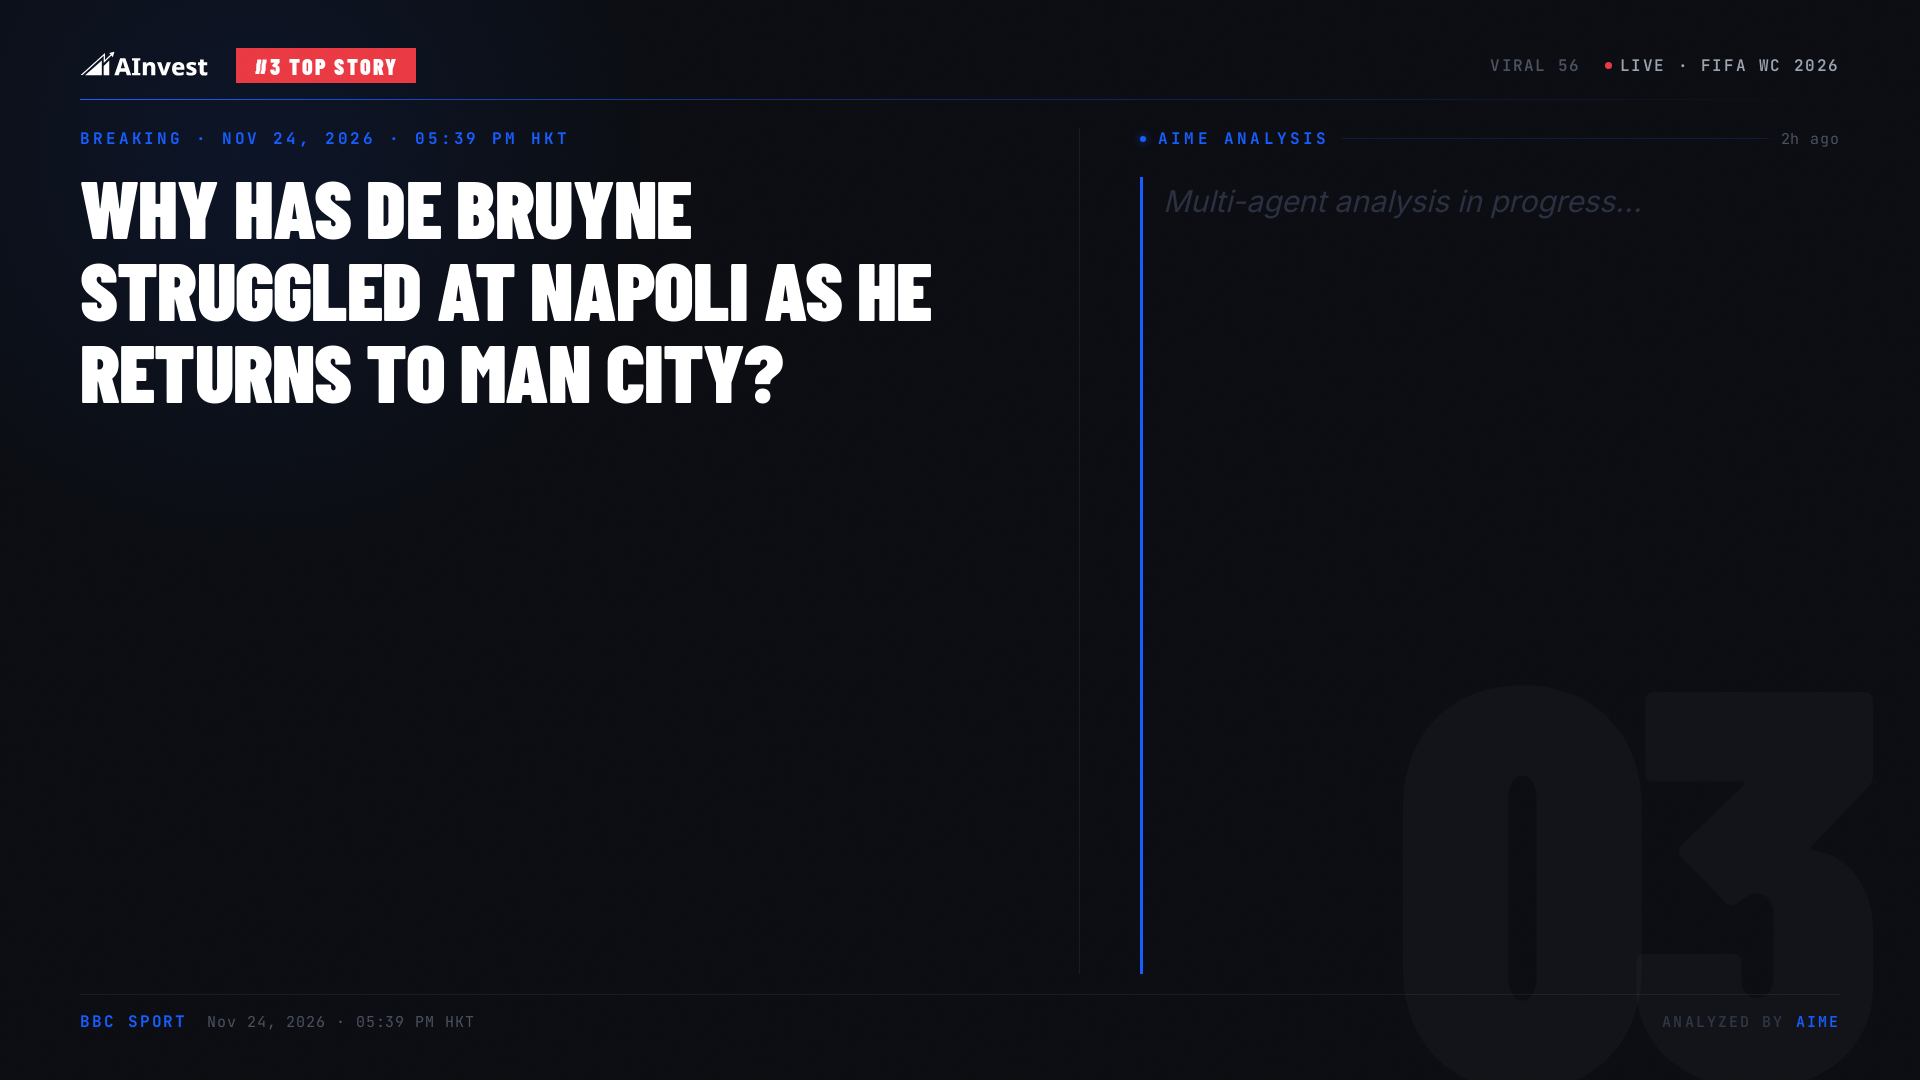 AInvest
#3 TOP STORY
VIRAL 56
LIVE · FIFA WC 2026
BREAKING · NOV 24, 2026 · 05:39 PM HKT
WHY HAS DE BRUYNE
STRUGGLED AT NAPOLI AS HE
RETURNS TO MAN CITY?
AIME ANALYSIS
2h ago
Multi-agent analysis in progress...
03
BBC SPORT
Nov 24, 2026 · 05:39 PM HKT
ANALYZED BY AIME